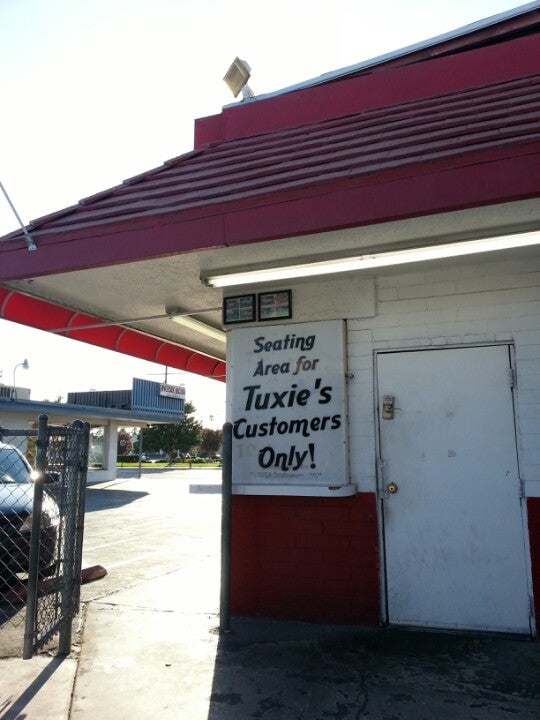 Seating
Area for
Tuxie's
Customers
Only!